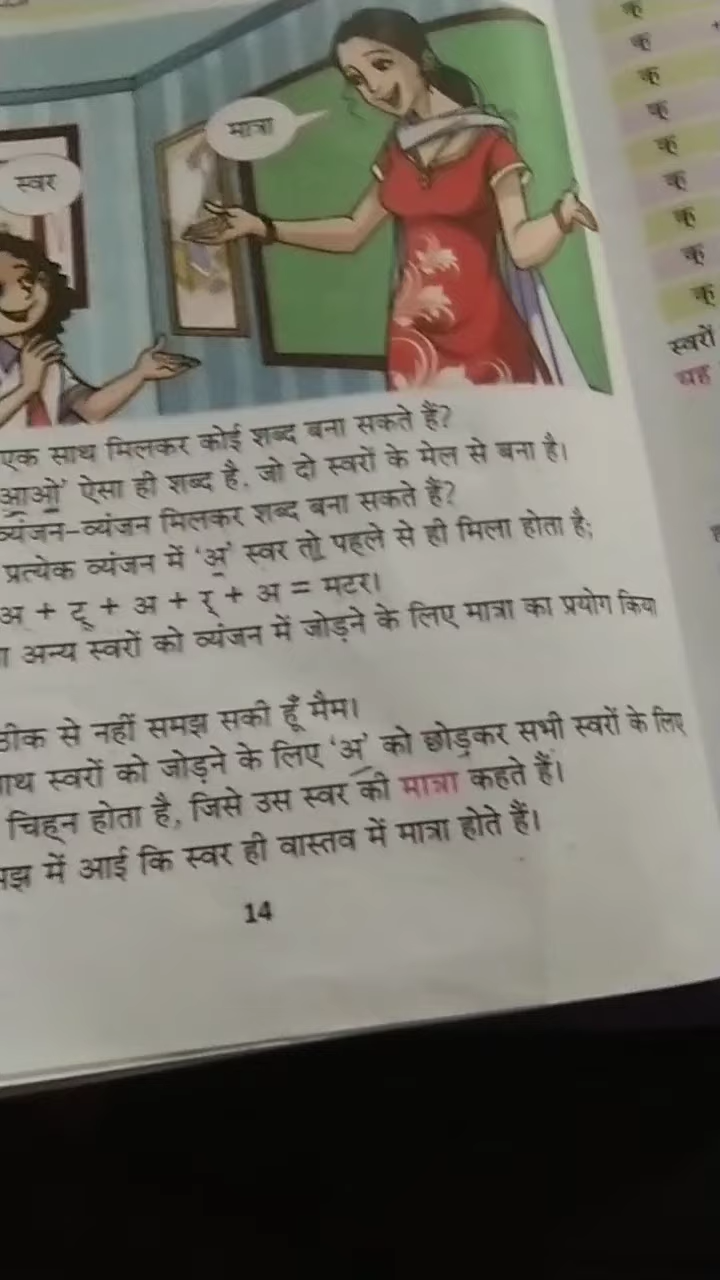 मात्रा
स्वर
एक साथ मिलकर कोई शब्द बना सकते हैं?
आओ' ऐसा ही शब्द है, जो दो स्वरों के मेल से बना है।
व्यंजन-व्यंजन मिलकर शब्द बना सकते हैं?
प्रत्येक व्यंजन में 'अ' स्वर तो पहले से ही मिला होता है;
अ + ट् + अ + र् + अ = मटर।
अन्य स्वरों को व्यंजन में जोड़ने के लिए मात्रा का प्रयोग किया
ठीक से नहीं समझ सकी हूँ मैम।
साथ स्वरों को जोड़ने के लिए 'अ' को छोड़कर सभी स्वरों के लिए
चिह्न होता है, जिसे उस स्वर की मात्रा कहते हैं।
में आई कि स्वर ही वास्तव में मात्रा होते हैं।
14
क्
क्
क्
क्
क्
क्
क्
क्
क्
स्वरों
यह